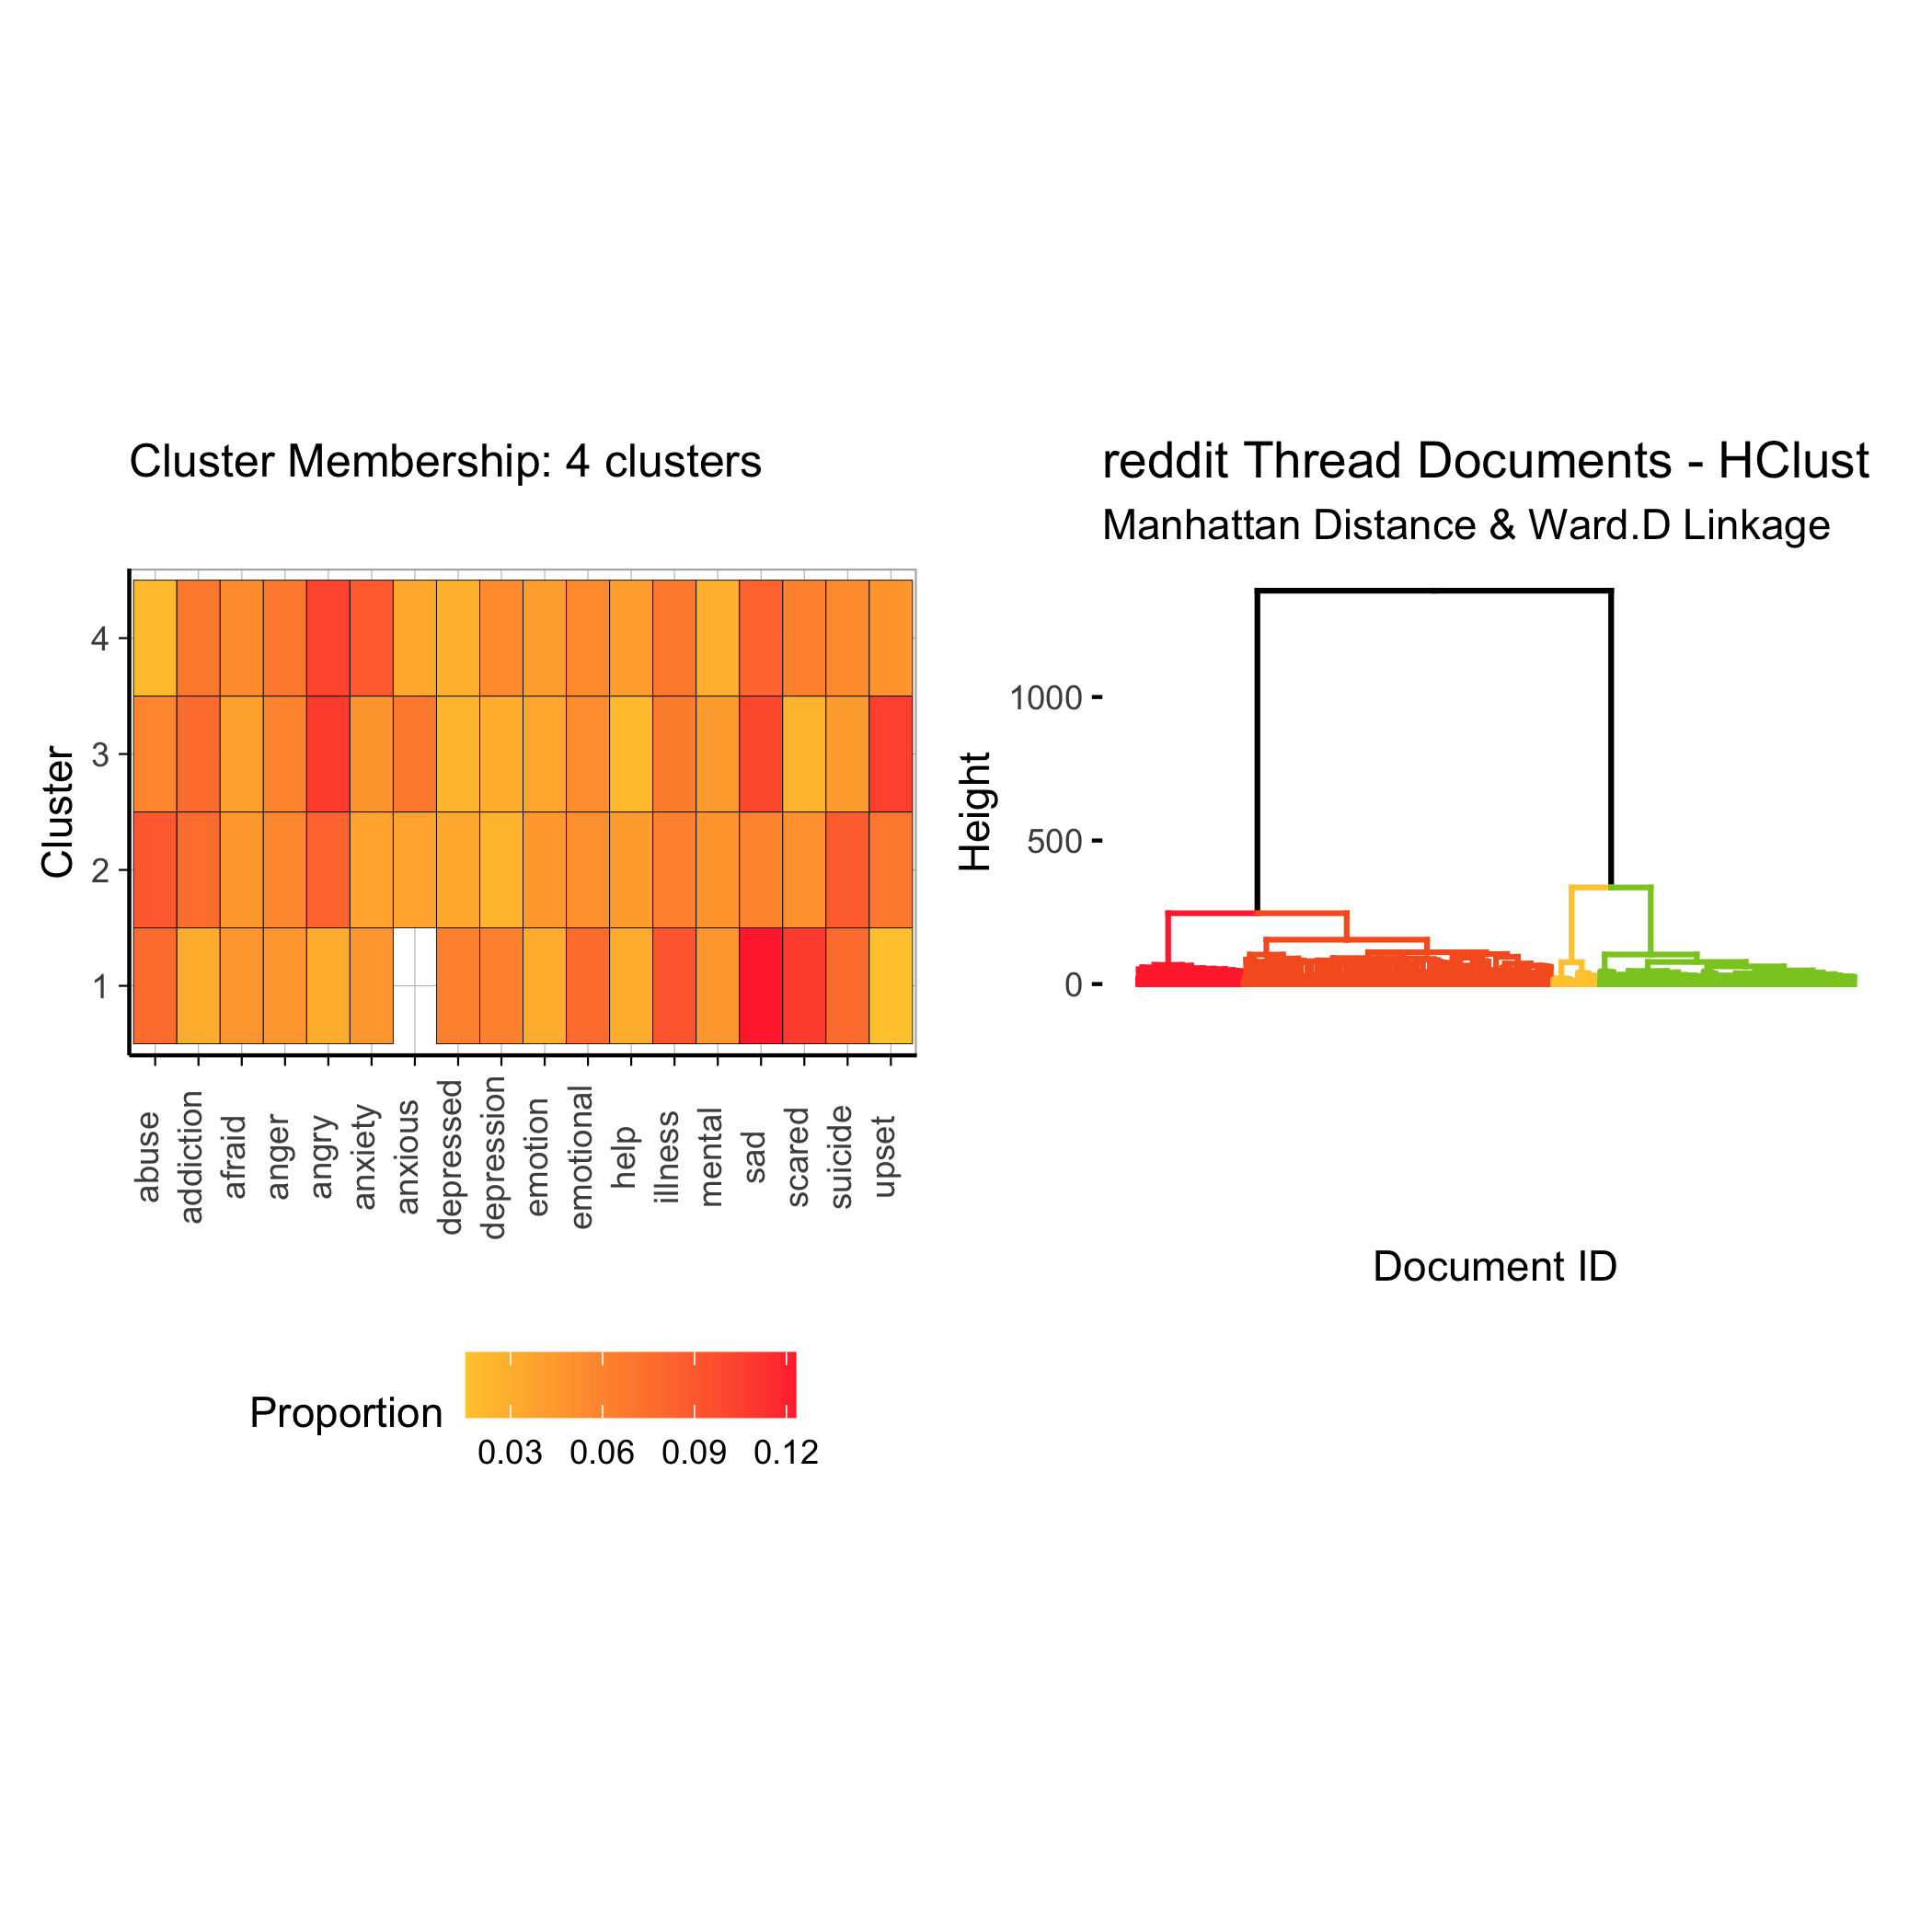 Cluster Membership: 4 clusters
Cluster
4
3
2
1
abuse
addiction
afraid
anger
angry
anxiety
anxious
depressed
depression
emotion
emotional
help
illness
mental
sad
scared
suicide
upset
Proportion
0.03 0.06 0.09 0.12
reddit Thread Documents - HClust
Manhattan Distance & Ward.D Linkage
Height
1000
500
0
Document ID